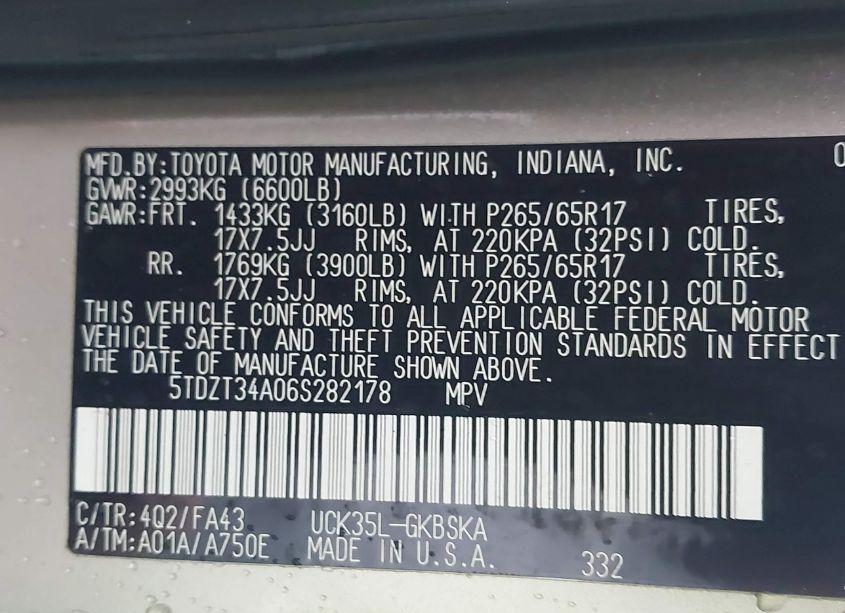 MFD.BY:TOYOTA MOTOR MANUFACTURING, INDIANA, INC. 0
GVWR:2993KG (6600LB)
GAWR:FRT. 1433KG (3160LB) WITH P265/65R17 TIRES,
17X7.5JJ RIMS, AT 220KPA (32PSI) COLD.
RR. 1769KG (3900LB) WITH P265/65R17 TIRES,
17X7.5JJ RIMS, AT 220KPA (32PSI) COLD.
THIS VEHICLE CONFORMS TO ALL APPLICABLE FEDERAL MOTOR
VEHICLE SAFETY AND THEFT PREVENTION STANDARDS IN EFFECT
THE DATE OF MANUFACTURE SHOWN ABOVE.
5TDZT34A06S282178 MPV
C/TR:4Q2/FA43 UCK35L-GKBSKA
A/TM:A01A/A750E MADE IN U.S.A. 332